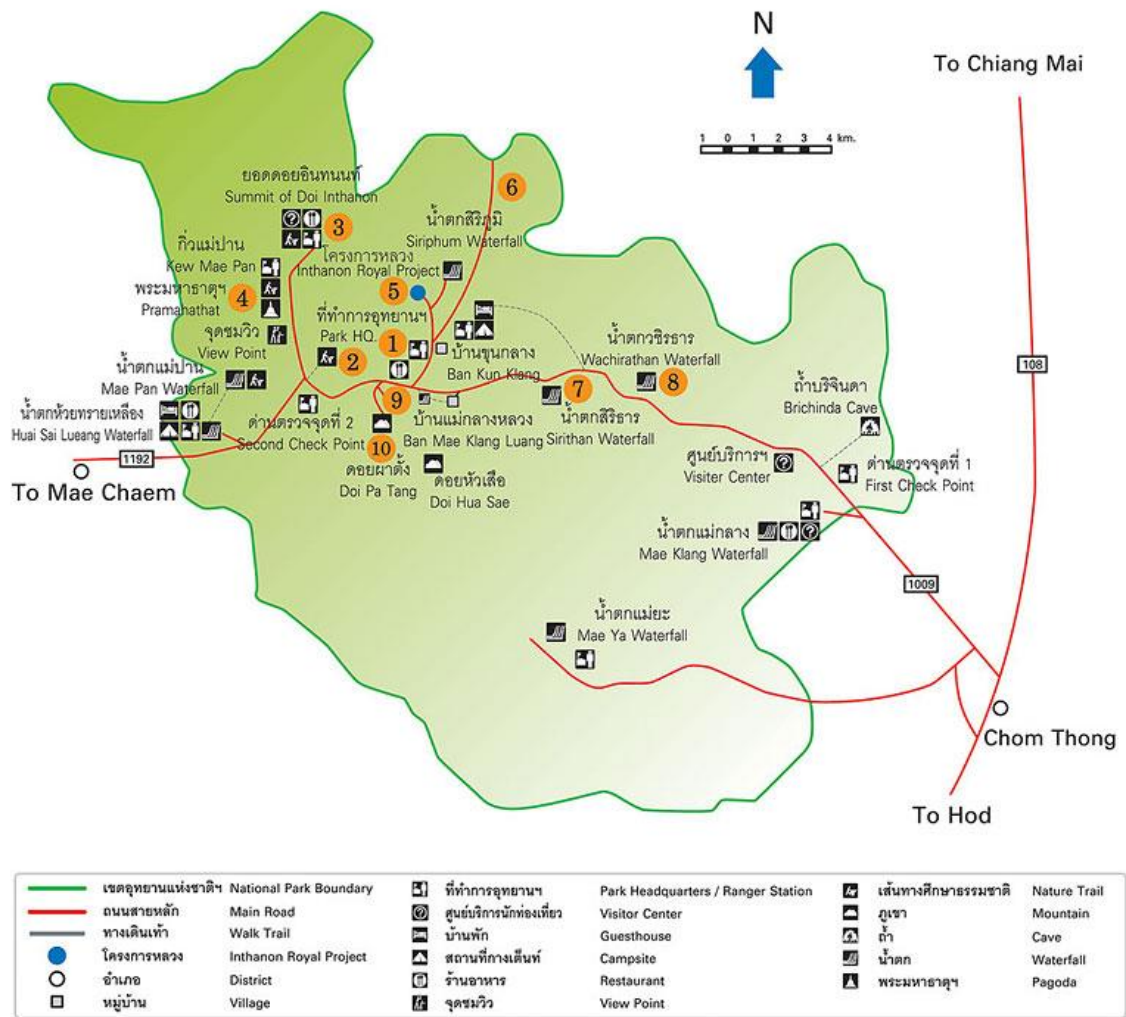 N
To Chiang Mai
1 0 1 2 3 4 km.
ยอดดอยอินทนนท์
Summit of Doi Inthanon
3
6
น้ำตกสิริภูมิ
Siriphum Waterfall
กิ่วแม่ปาน
Kew Mae Pan
โครงการหลวง
Inthanon Royal Project
5
พระมหาธาตุฯ
Pramahathat
4
ที่ทำการอุทยานฯ
Park HQ.
1
2
จุดชมวิว
View Point
บ้านขุนกลาง
Ban Kun Klang
น้ำตกวชิรธาร
Wachirathan Waterfall
8
7
108
น้ำตกแม่ปาน
Mae Pan Waterfall
ถ้ำบริจินดา
Brichinda Cave
น้ำตกห้วยทรายเหลือง
Huai Sai Lueang Waterfall
ด่านตรวจจุดที่ 2
Second Check Point
9
บ้านแม่กลางหลวง
Ban Mae Klang Luang
น้ำตกสิริธาร
Sirithan Waterfall
10
1192
To Mae Chaem
ดอยผาตั้ง
Doi Pa Tang
ดอยหัวเสือ
Doi Hua Sae
ศูนย์บริการฯ
Visiter Center
ด่านตรวจจุดที่ 1
First Check Point
น้ำตกแม่กลาง
Mae Klang Waterfall
1009
น้ำตกแม่ยะ
Mae Ya Waterfall
Chom Thong
To Hod
เขตอุทยานแห่งชาติฯ National Park Boundary
ถนนสายหลัก Main Road
ทางเดินเท้า Walk Trail
โครงการหลวง Inthanon Royal Project
อำเภอ District
หมู่บ้าน Village
ที่ทำการอุทยานฯ Park Headquarters / Ranger Station
ศูนย์บริการนักท่องเที่ยว Visitor Center
บ้านพัก Guesthouse
สถานที่กางเต็นท์ Campsite
ร้านอาหาร Restaurant
จุดชมวิว View Point
เส้นทางศึกษาธรรมชาติ Nature Trail
ภูเขา Mountain
ถ้ำ Cave
น้ำตก Waterfall
พระมหาธาตุฯ Pagoda